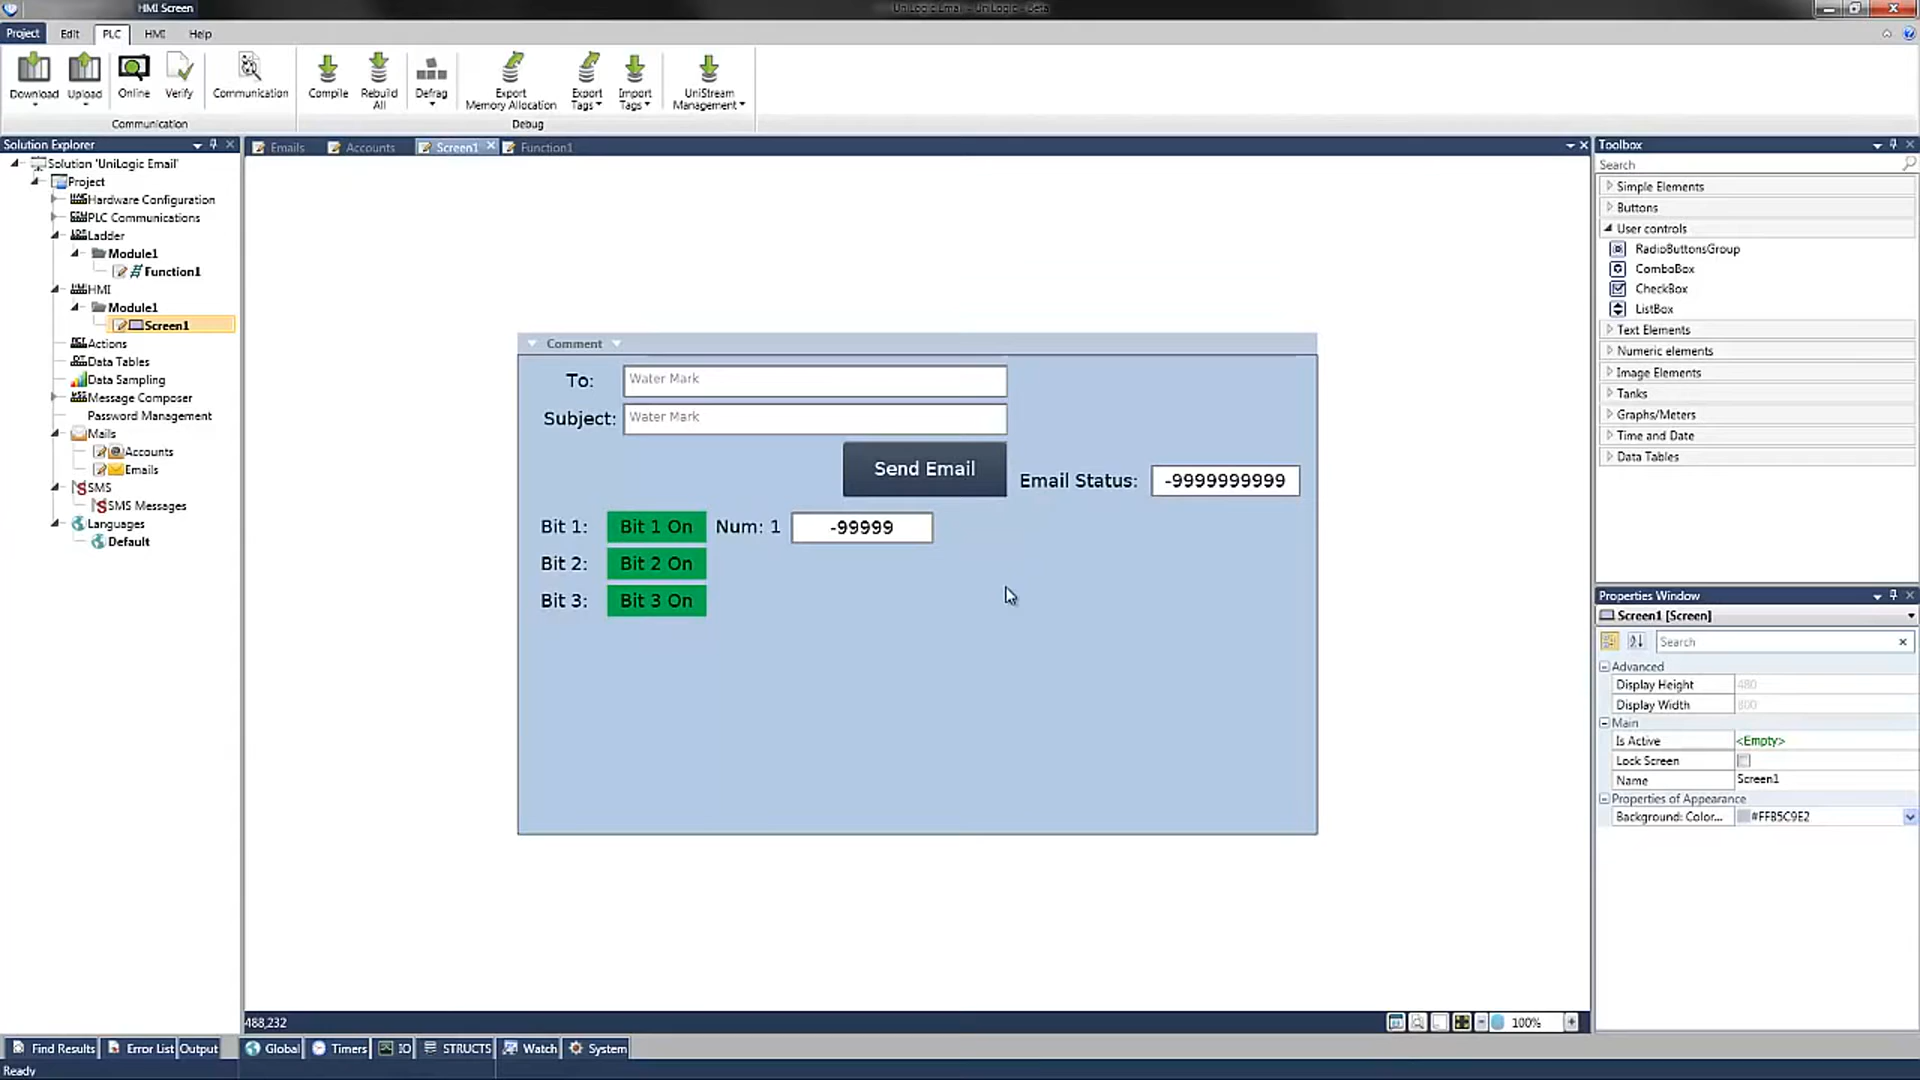 HMI Screen
UniLogic Email - UniLogic - Beta
Project Edit PLC HMI Help
Download Upload Online Verify Communication Compile Rebuild All Defrag Export Memory Allocation Export Tags Import Tags UniStream Management
Communication Debug
Solution Explorer
Solution 'UniLogic Email'
Project
Hardware Configuration
PLC Communications
Ladder
Module1
Function1
HMI
Module1
Screen1
Actions
Data Tables
Data Sampling
Message Composer
Password Management
Mails
Accounts
Emails
SMS
SMS Messages
Languages
Default
Emails Accounts Screen1 Function1
Comment
To: Water Mark
Subject: Water Mark
Send Email
Email Status: -9999999999
Bit 1: Bit 1 On Num: 1 -99999
Bit 2: Bit 2 On
Bit 3: Bit 3 On
Toolbox
Search
Simple Elements
Buttons
User controls
RadioButtonsGroup
ComboBox
CheckBox
ListBox
Text Elements
Numeric elements
Image Elements
Tanks
Graphs/Meters
Time and Date
Data Tables
Properties Window
Screen1 [Screen]
Search
Advanced
Display Height 480
Display Width 800
Main
Is Active <Empty>
Lock Screen
Name Screen1
Properties of Appearance
Background: Color... #FFB5C9E2
488,232
100%
Find Results Error List Output Global Timers IO STRUCTS Watch System
Ready